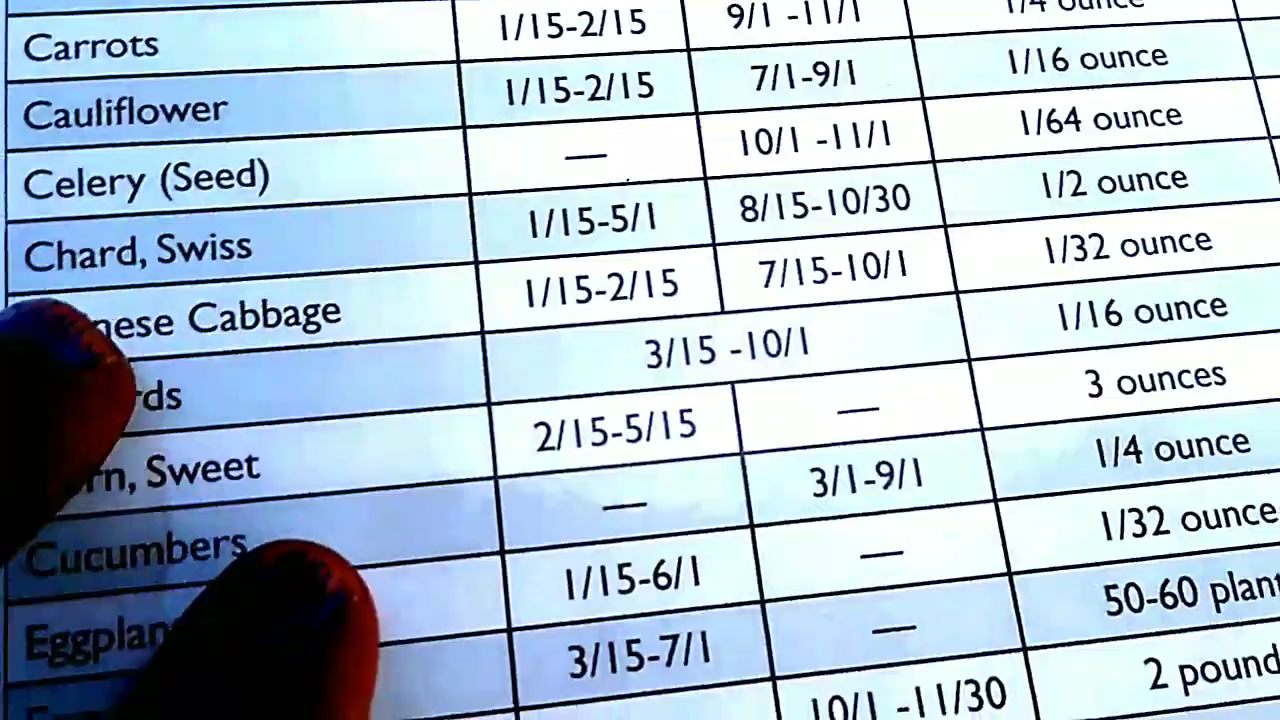 Carrots 1/15-2/15 9/1 -11/1 1/4 ounce
Cauliflower 1/15-2/15 7/1-9/1 1/16 ounce
Celery (Seed) — 10/1 -11/1 1/64 ounce
Chard, Swiss 1/15-5/1 8/15-10/30 1/2 ounce
nese Cabbage 1/15-2/15 7/15-10/1 1/32 ounce
rds 3/15 -10/1 1/16 ounce
rn, Sweet 2/15-5/15 — 3 ounces
Cucumbers — 3/1-9/1 1/4 ounce
Eggplan 1/15-6/1 — 1/32 ounce
3/15-7/1 — 50-60 plant
10/1 -11/30 2 pound